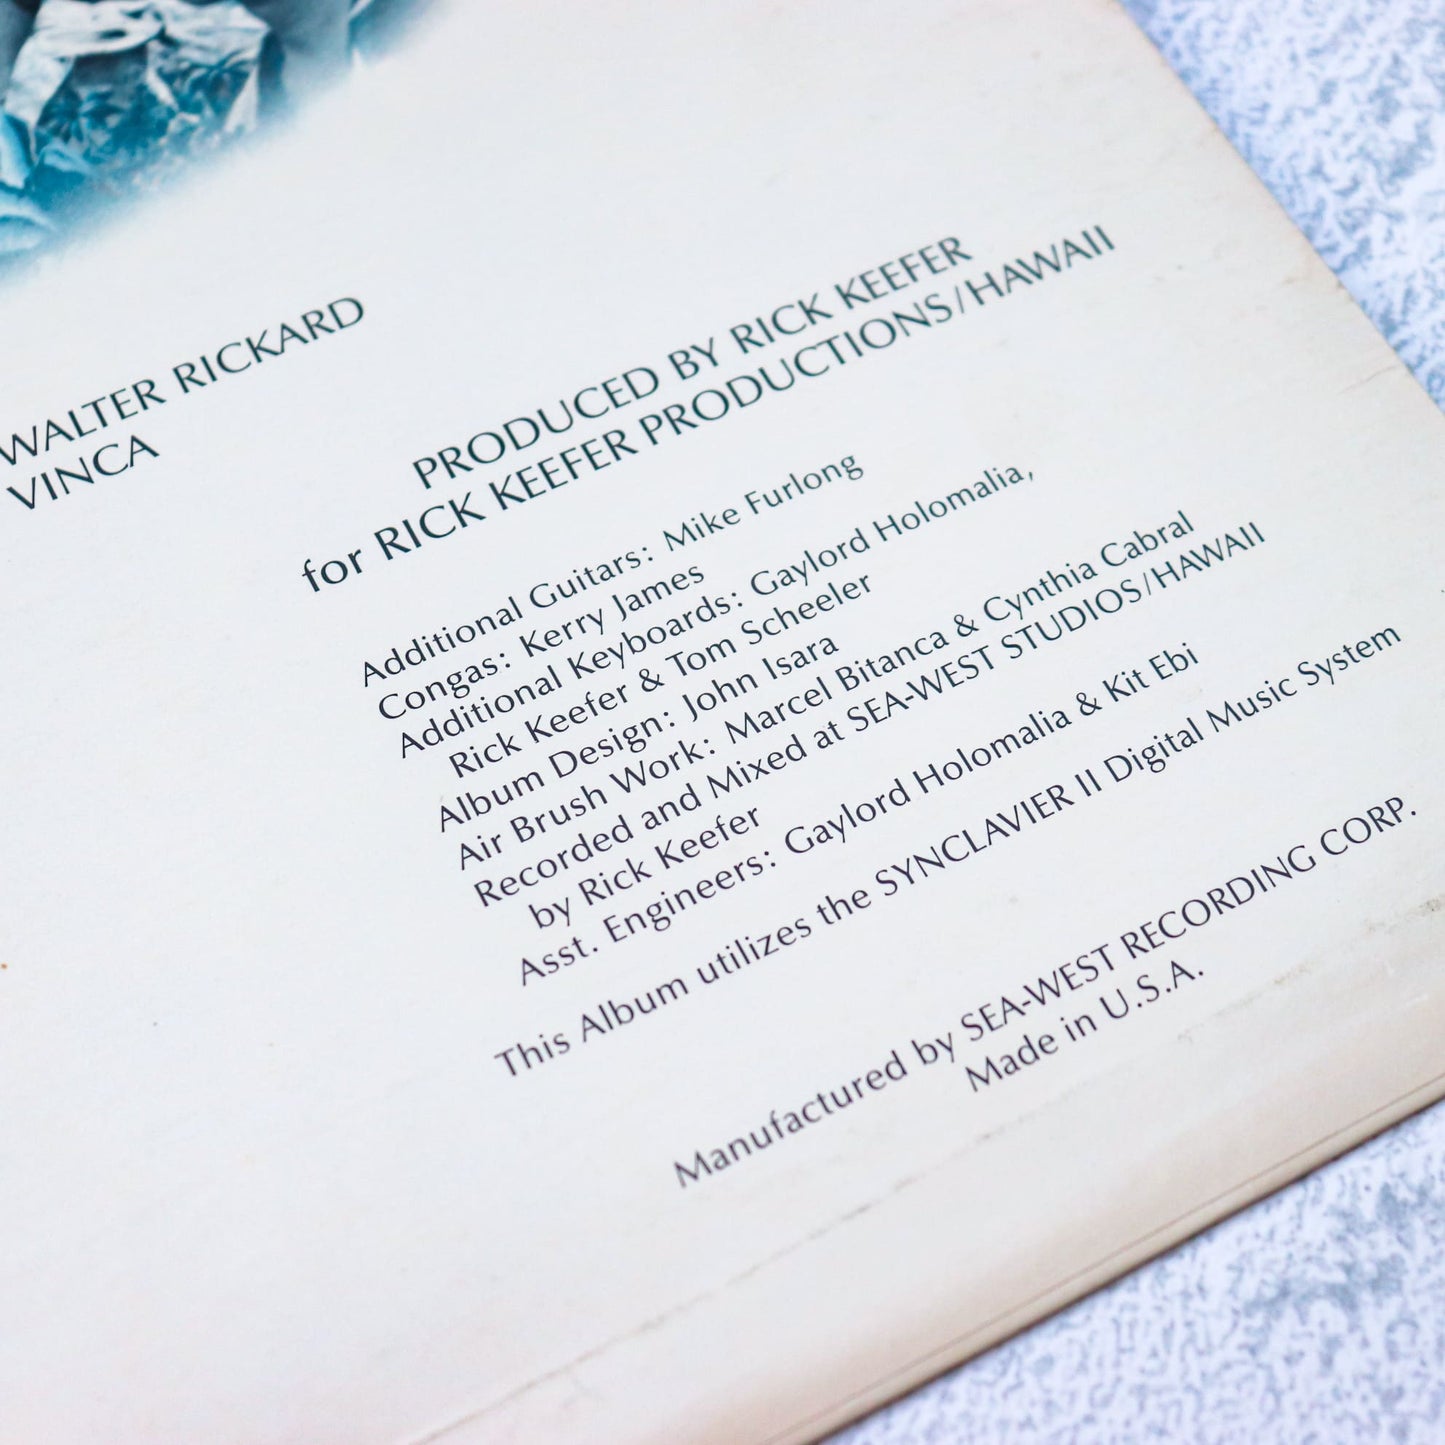 WALTER RICKARD
VINCA
PRODUCED BY RICK KEEFER
for RICK KEEFER PRODUCTIONS/HAWAII
Additional Guitars: Mike Furlong
Congas: Kerry James
Additional Keyboards: Gaylord Holomalia,
Rick Keefer & Tom Scheeler
Album Design: John Isara
Air Brush Work: Marcel Bitanca & Cynthia Cabral
Recorded and Mixed at SEA-WEST STUDIOS/HAWAII
by Rick Keefer
Asst. Engineers: Gaylord Holomalia & Kit Ebi
This Album utilizes the SYNCLAVIER II Digital Music System
Manufactured by SEA-WEST RECORDING CORP.
Made in U.S.A.